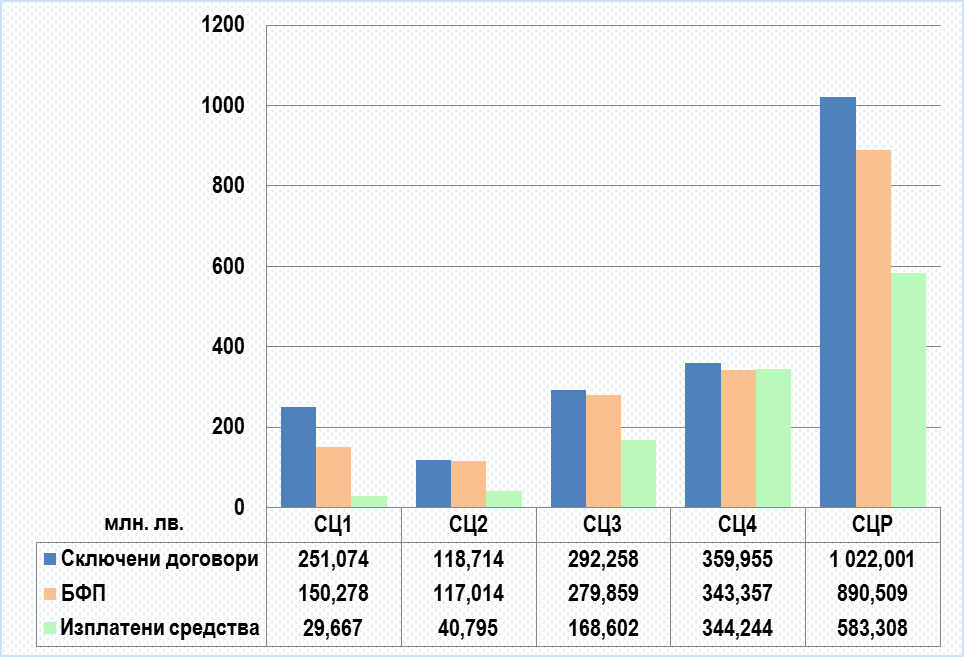 1200
1000
800
600
400
200
0
млн. лв. СЦ1 СЦ2 СЦ3 СЦ4 СЦР
Сключени договори 251,074 118,714 292,258 359,955 1 022,001
БФП 150,278 117,014 279,859 343,357 890,509
Изплатени средства 29,667 40,795 168,602 344,244 583,308